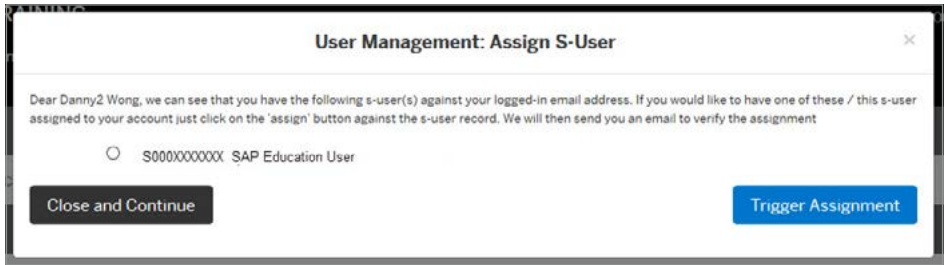 User Management: Assign S-User
×
Dear Danny2 Wong, we can see that you have the following s-user(s) against your logged-in email address. If you would like to have one of these / this s-user
assigned to your account just click on the 'assign' button against the s-user record. We will then send you an email to verify the assignment
S000XXXXXXX SAP Education User
Close and Continue
Trigger Assignment